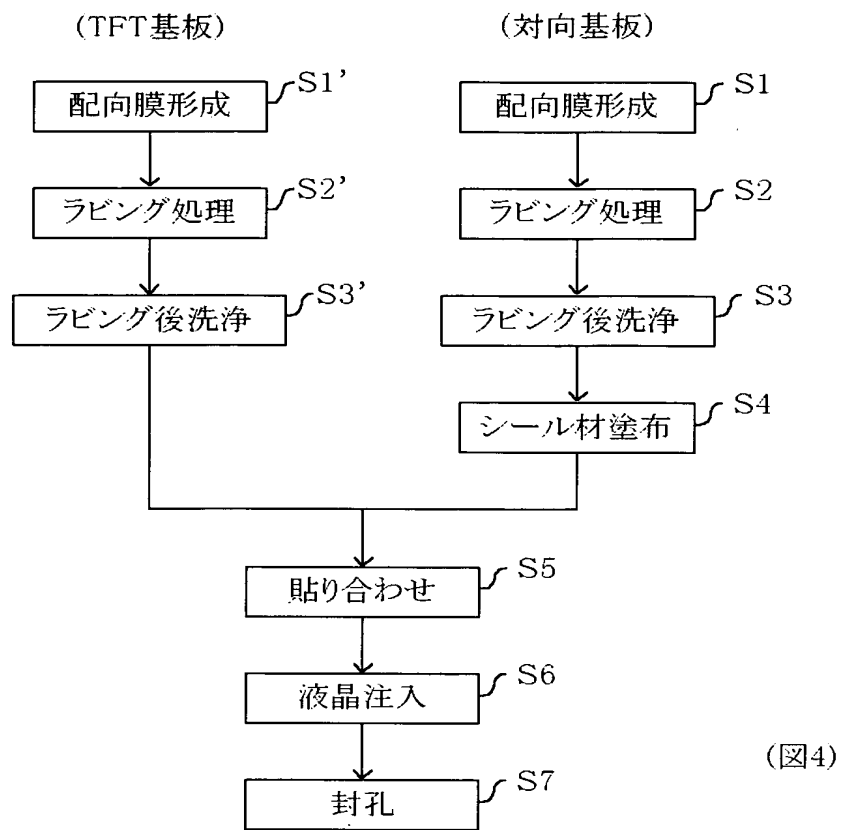 (TFT基板)
(対向基板)
配向膜形成 S1’
配向膜形成 S1
ラビング処理 S2’
ラビング処理 S2
ラビング後洗浄 S3’
ラビング後洗浄 S3
シール材塗布 S4
貼り合わせ S5
液晶注入 S6
封孔 S7
(図4)